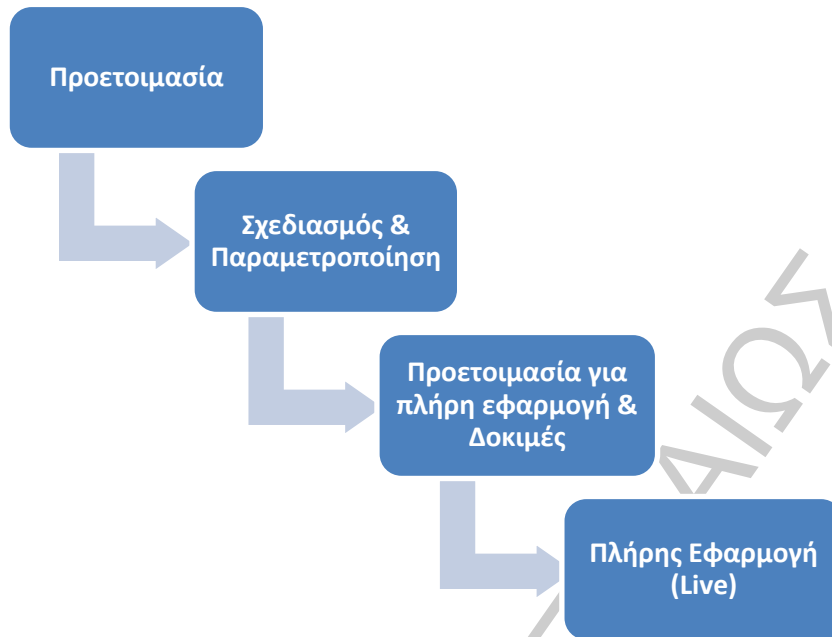 Προετοιμασία
Σχεδιασμός &
Παραμετροποίηση
Προετοιμασία για
πλήρη εφαρμογή &
Δοκιμές
Πλήρης Εφαρμογή
(Live)